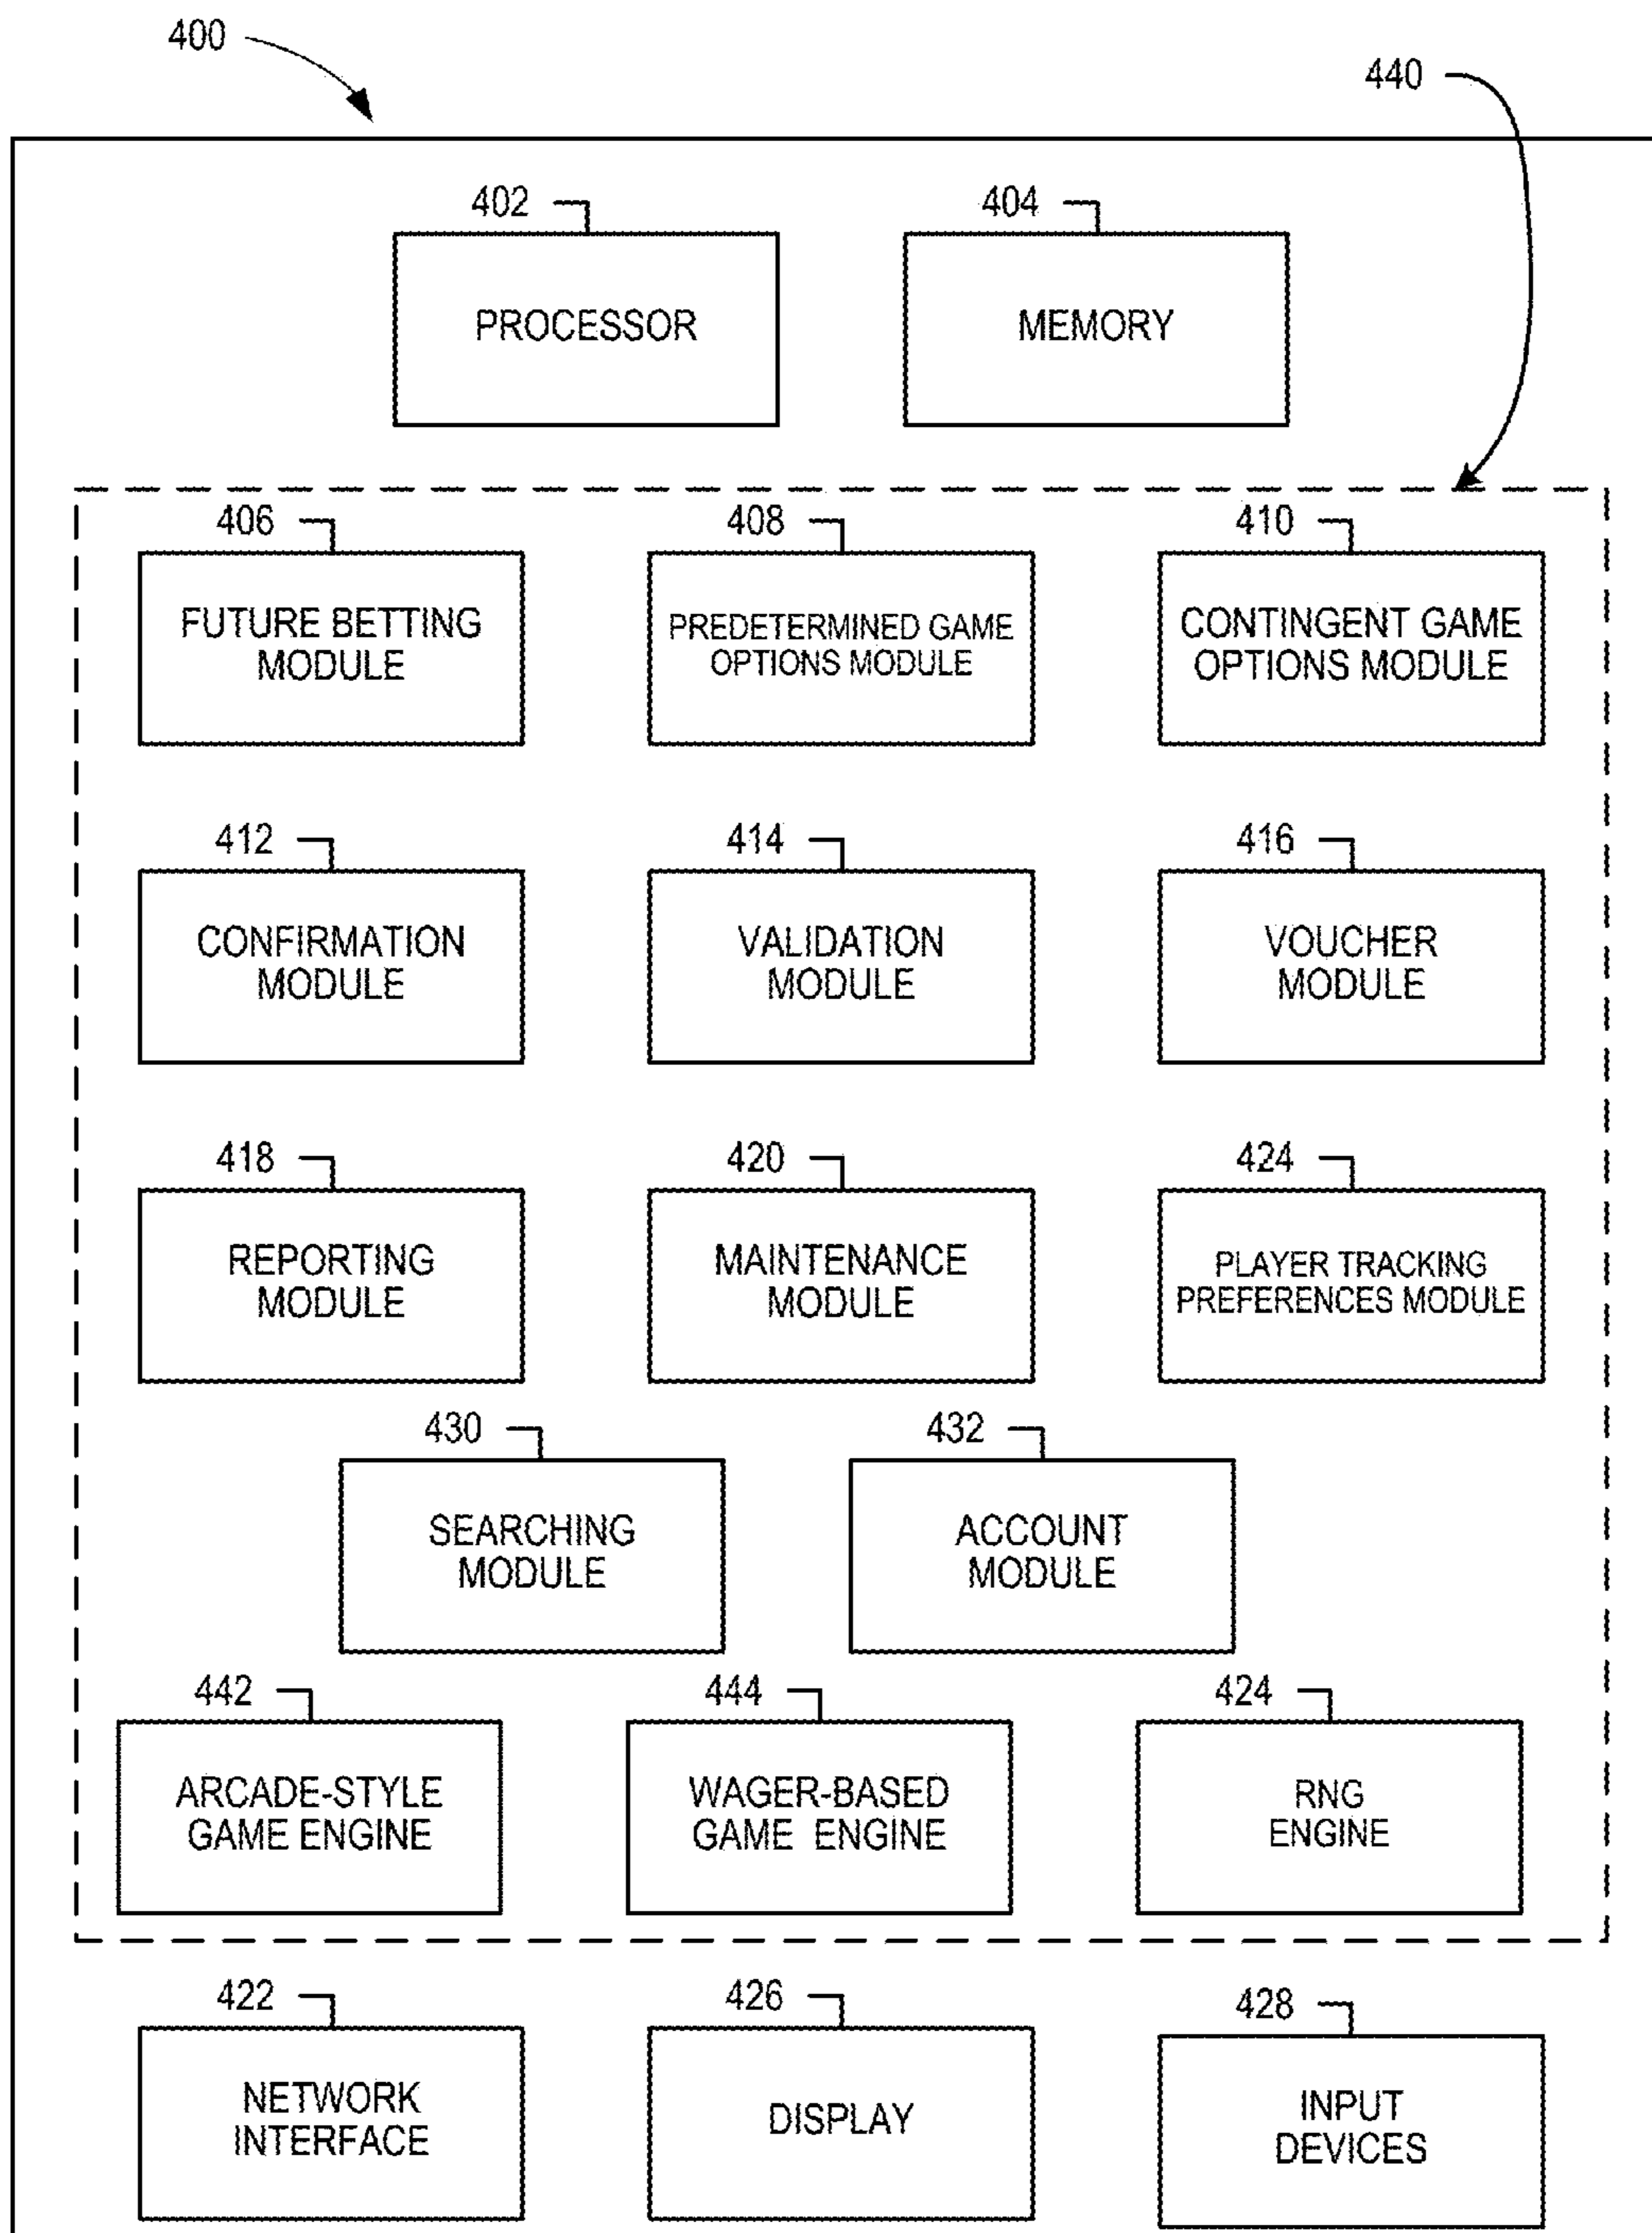 400
440
402
404
PROCESSOR
MEMORY
406
408
410
FUTURE BETTING
MODULE
PREDETERMINED GAME
OPTIONS MODULE
CONTINGENT GAME
OPTIONS MODULE
412
414
416
CONFIRMATION
MODULE
VALIDATION
MODULE
VOUCHER
MODULE
418
420
424
REPORTING
MODULE
MAINTENANCE
MODULE
PLAYER TRACKING
PREFERENCES MODULE
430
432
SEARCHING
MODULE
ACCOUNT
MODULE
442
444
424
ARCADE-STYLE
GAME ENGINE
WAGER-BASED
GAME ENGINE
RNG
ENGINE
422
426
428
NETWORK
INTERFACE
DISPLAY
INPUT
DEVICES